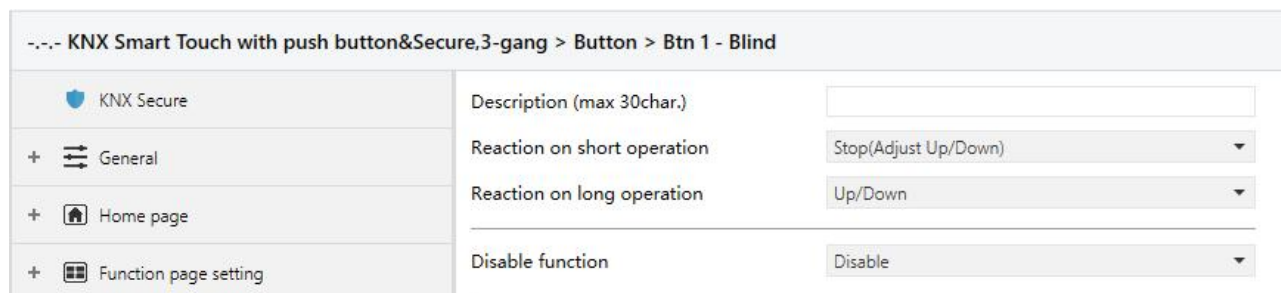 -.-.- KNX Smart Touch with push button&Secure,3-gang > Button > Btn 1 - Blind
KNX Secure
+ General
+ Home page
+ Function page setting
Description (max 30char.)
Reaction on short operation Stop(Adjust Up/Down)
Reaction on long operation Up/Down
Disable function Disable